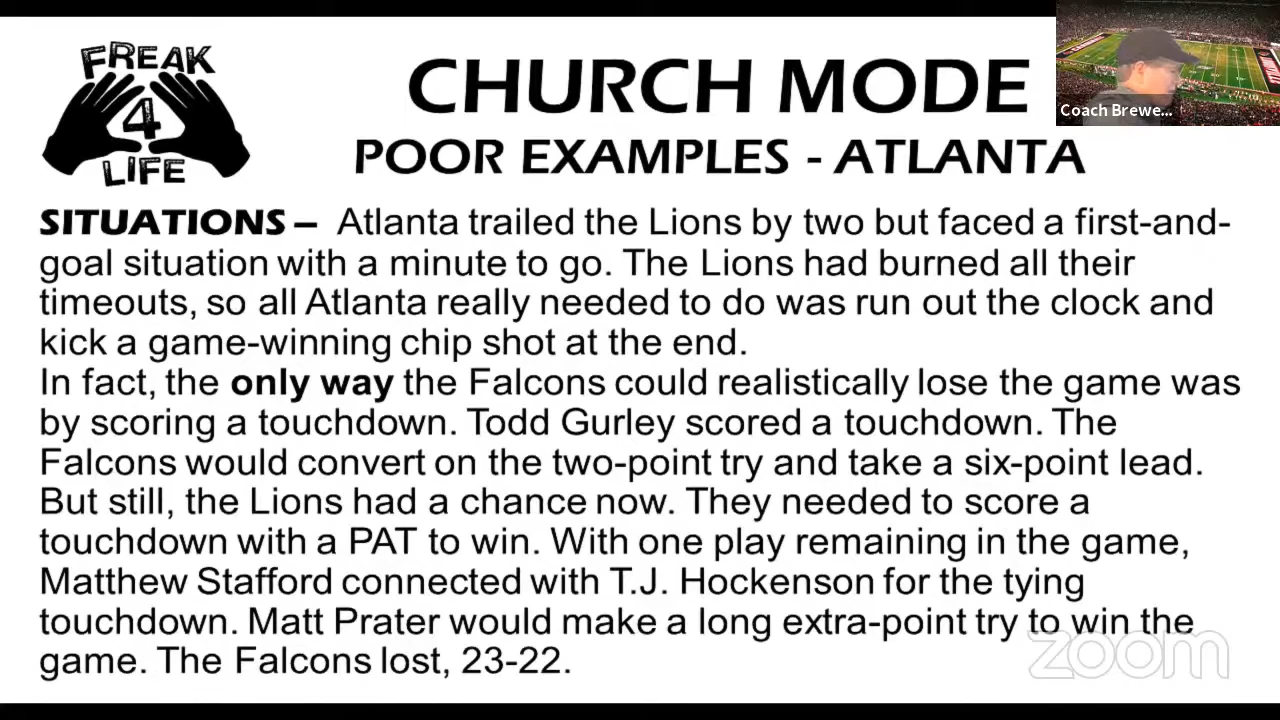 FREAK
4
LIFE
CHURCH MODE
POOR EXAMPLES - ATLANTA
Coach Brewe...
SITUATIONS – Atlanta trailed the Lions by two but faced a first-and-
goal situation with a minute to go. The Lions had burned all their
timeouts, so all Atlanta really needed to do was run out the clock and
kick a game-winning chip shot at the end.
In fact, the only way the Falcons could realistically lose the game was
by scoring a touchdown. Todd Gurley scored a touchdown. The
Falcons would convert on the two-point try and take a six-point lead.
But still, the Lions had a chance now. They needed to score a
touchdown with a PAT to win. With one play remaining in the game,
Matthew Stafford connected with T.J. Hockenson for the tying
touchdown. Matt Prater would make a long extra-point try to win the
game. The Falcons lost, 23-22.
zoom